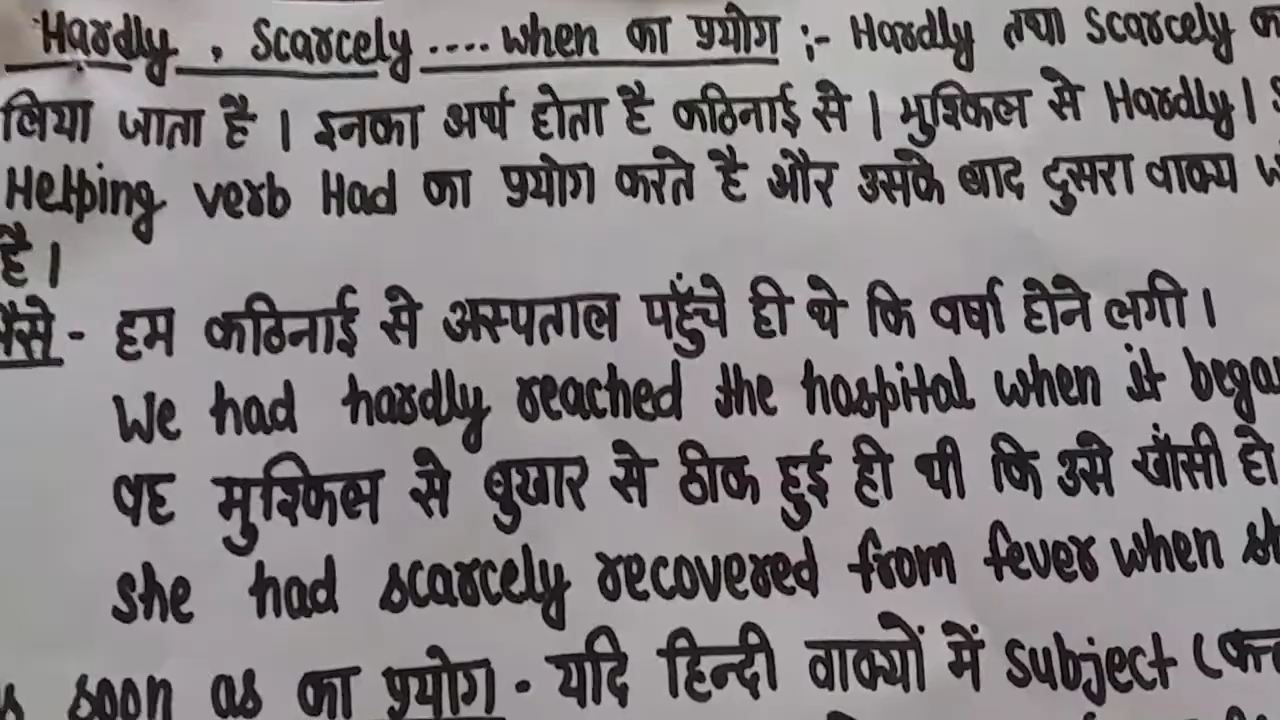 Hardly, Scarcely .... when का प्रयोग :- Hardly तथा Scarcely
लिया जाता है । इनका अर्थ होता है कठिनाई से । मुश्किल से Hardly ।
Helping verb Had का प्रयोग करते है और उसके बाद दुसरा वाक्य
है ।
जैसे - हम कठिनाई से अस्पताल पहुँचे ही थे कि वर्षा होने लगी ।
We had hardly reached the hospital when it bega
वह मुश्किल से बुखार से ठीक हुई ही थी कि उसे खाँसी हो
she had scarcely recovered from fever when
soon as का प्रयोग - यदि हिन्दी वाक्यों में subject (